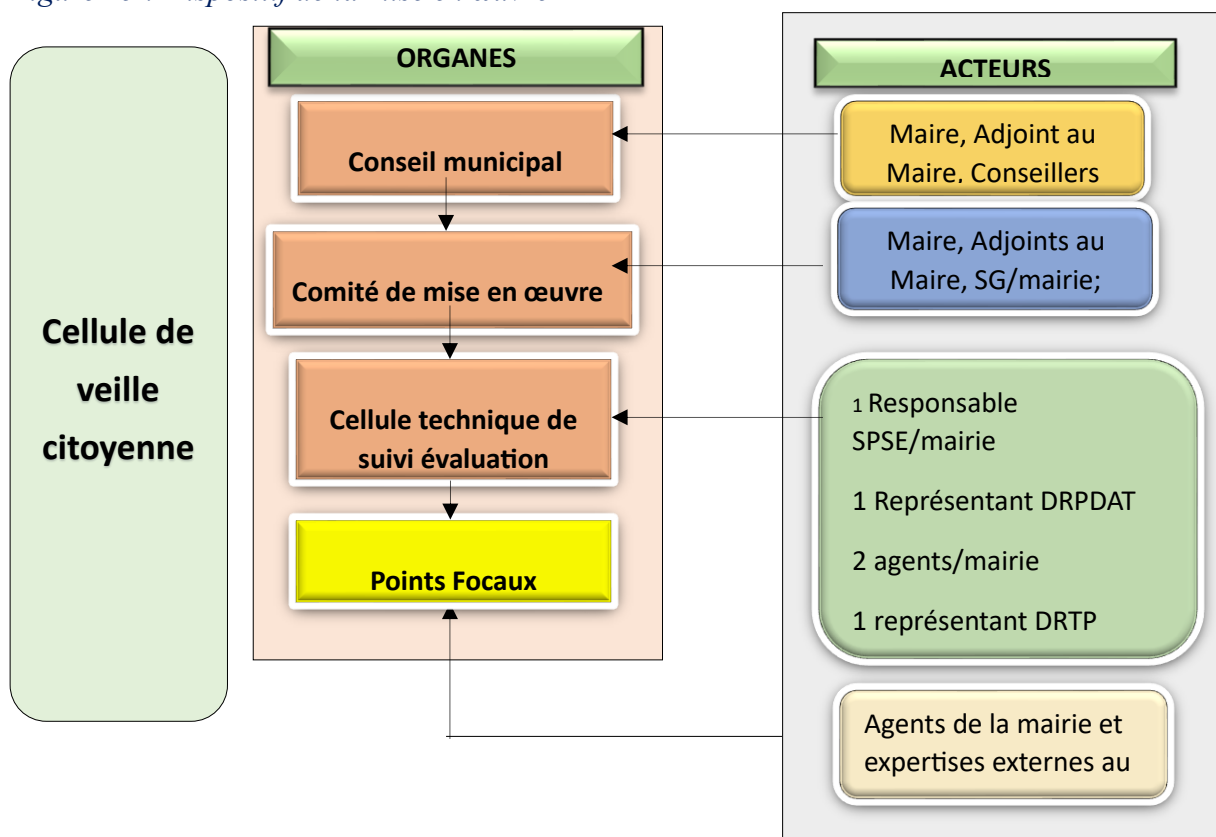 ORGANES
ACTEURS
Conseil municipal
Maire, Adjoint au
Maire, Conseillers
Comité de mise en œuvre
Maire, Adjoints au
Maire, SG/mairie;
Cellule de
veille
citoyenne
Cellule technique de
suivi évaluation
1 Responsable
SPSE/mairie
1 Représentant DRPDAT
2 agents/mairie
1 représentant DRTP
Points Focaux
Agents de la mairie et
expertises externes au